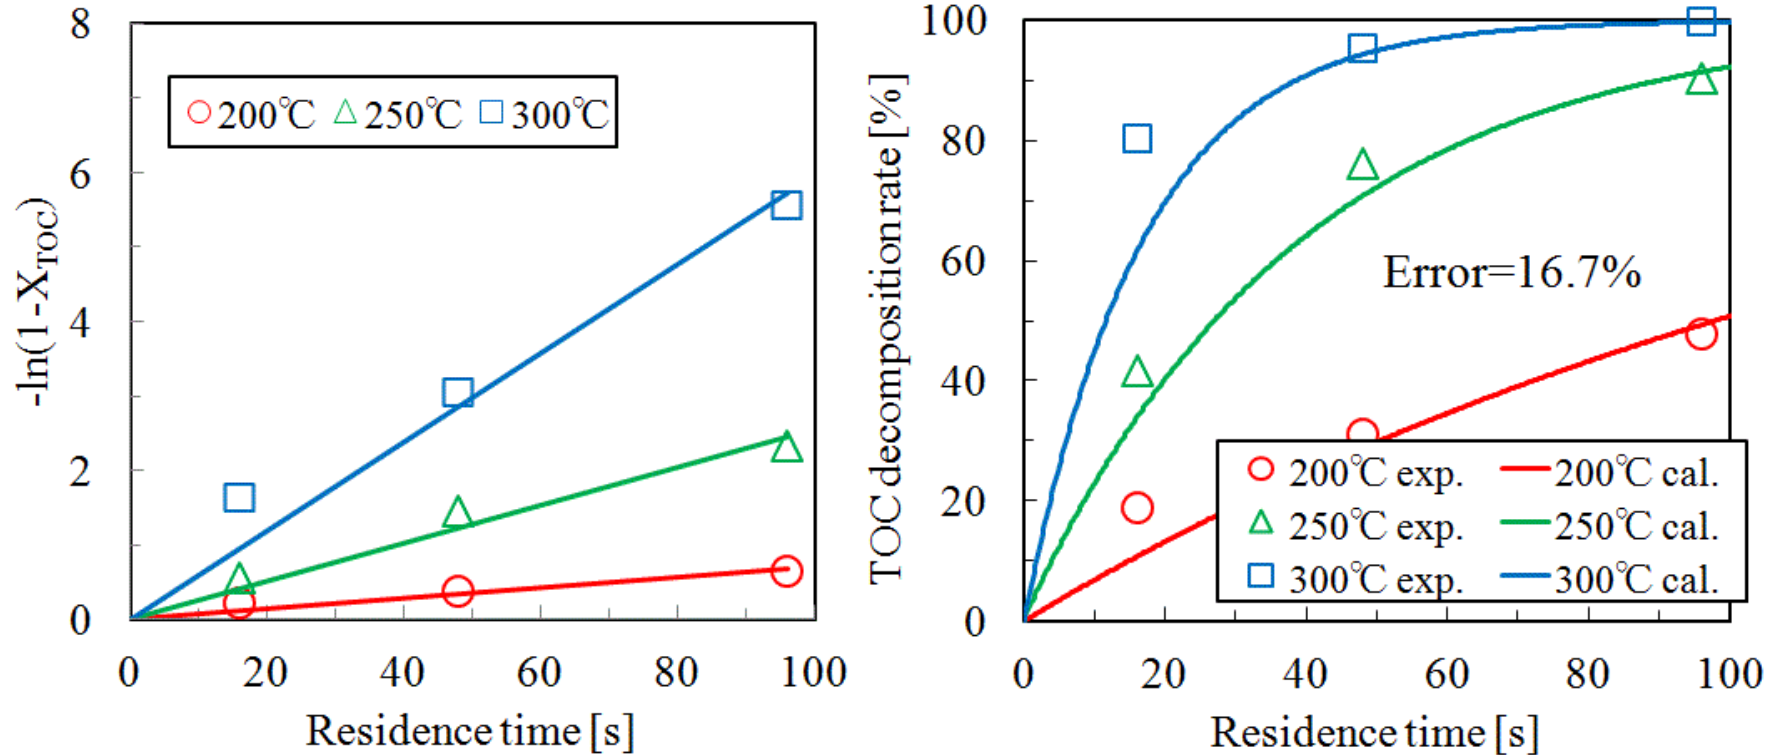 8
6
4
2
0
-ln(1-X_TOC)
○200℃ △250℃ □300℃
0 20 40 60 80 100
Residence time [s]
100
80
60
40
20
0
TOC decomposition rate [%]
Error=16.7%
200℃ exp. 200℃ cal.
250℃ exp. 250℃ cal.
300℃ exp. 300℃ cal.
0 20 40 60 80 100
Residence time [s]